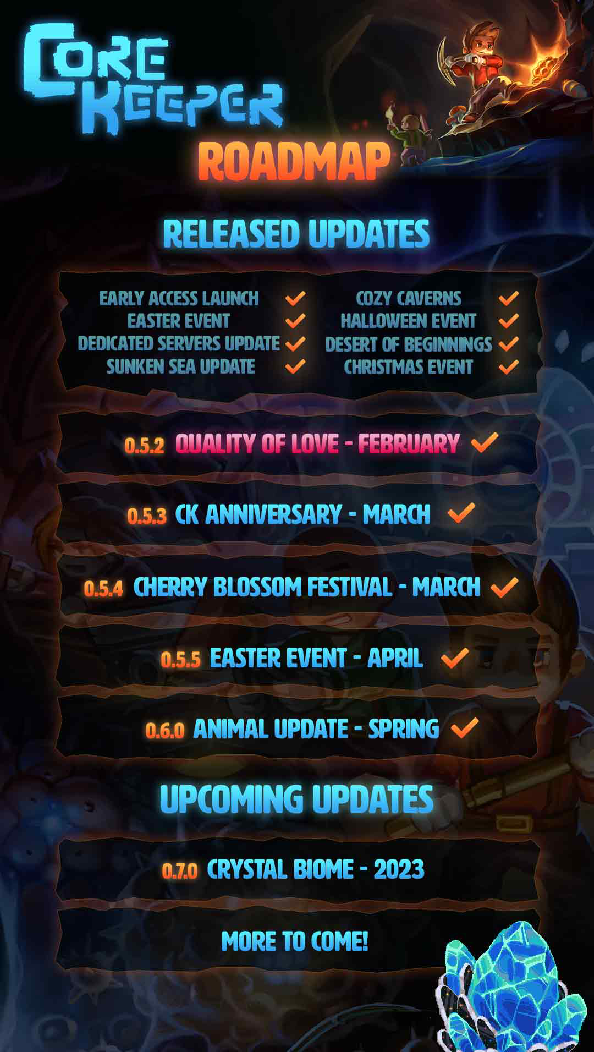 CORE
KEEPER
ROADMAP
RELEASED UPDATES
EARLY ACCESS LAUNCH
EASTER EVENT
DEDICATED SERVERS UPDATE
SUNKEN SEA UPDATE
COZY CAVERNS
HALLOWEEN EVENT
DESERT OF BEGINNINGS
CHRISTMAS EVENT
0.5.2 QUALITY OF LOVE - FEBRUARY
0.5.3 CK ANNIVERSARY - MARCH
0.5.4 CHERRY BLOSSOM FESTIVAL - MARCH
0.5.5 EASTER EVENT - APRIL
0.6.0 ANIMAL UPDATE - SPRING
UPCOMING UPDATES
0.7.0 CRYSTAL BIOME - 2023
MORE TO COME!